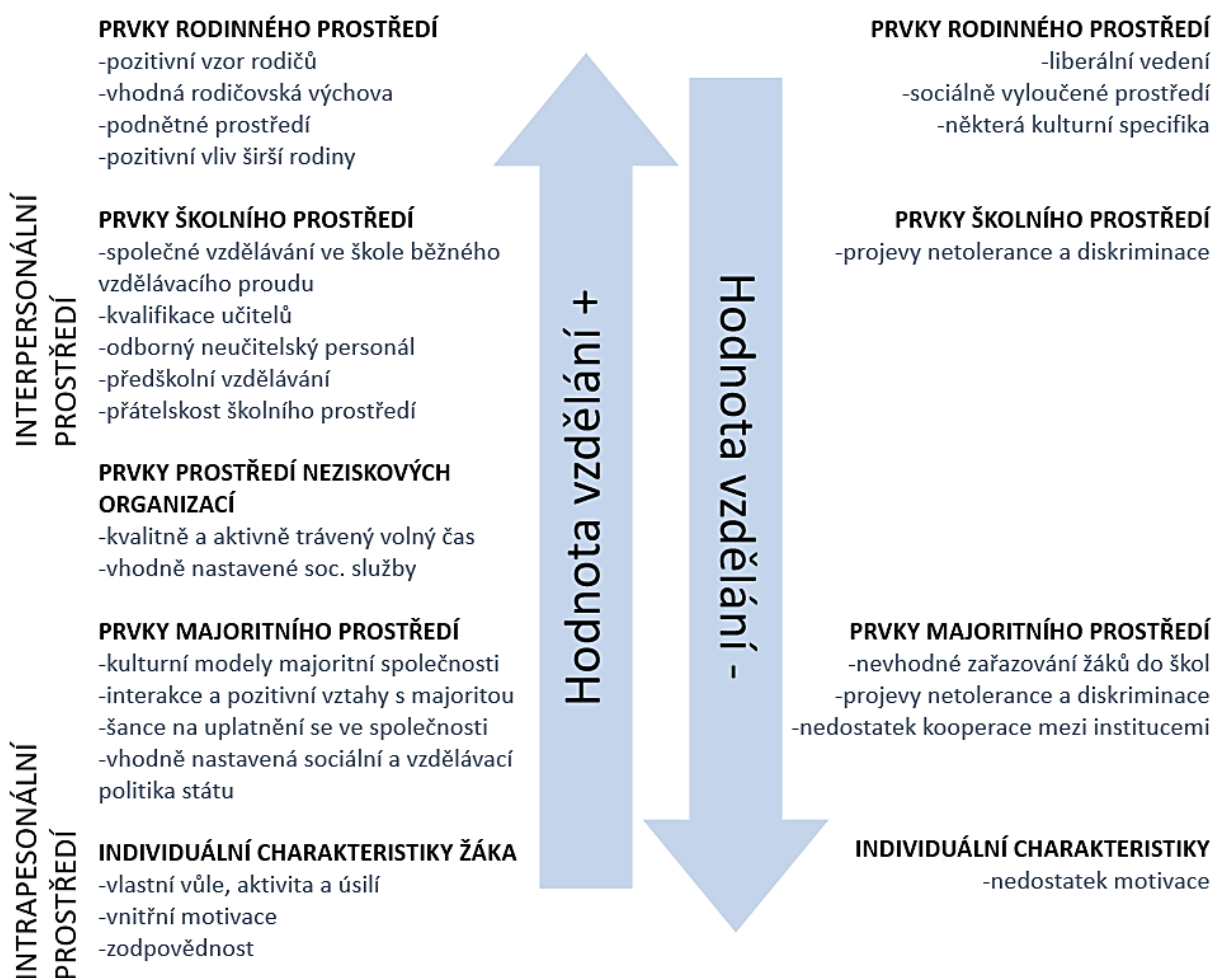 PRVKY RODINNÉHO PROSTŘEDÍ
-pozitivní vzor rodičů
-vhodná rodičovská výchova
-podnětné prostředí
-pozitivní vliv širší rodiny
INTERPERSONÁLNÍ
PROSTŘEDÍ
PRVKY ŠKOLNÍHO PROSTŘEDÍ
-společné vzdělávání ve škole běžného
vzdělávacího proudu
-kvalifikace učitelů
-odborný neučitelský personál
-předškolní vzdělávání
-přátelskost školního prostředí
PRVKY PROSTŘEDÍ NEZISKOVÝCH
ORGANIZACÍ
-kvalitně a aktivně trávený volný čas
-vhodně nastavené soc. služby
PRVKY MAJORITNÍHO PROSTŘEDÍ
-kulturní modely majoritní společnosti
-interakce a pozitivní vztahy s majoritou
-šance na uplatnění se ve společnosti
-vhodně nastavená sociální a vzdělávací
politika státu
INTRAPESONÁLNÍ
PROSTŘEDÍ
INDIVIDUÁLNÍ CHARAKTERISTIKY ŽÁKA
-vlastní vůle, aktivita a úsilí
-vnitřní motivace
-zodpovědnost
Hodnota vzdělání +
Hodnota vzdělání -
PRVKY RODINNÉHO PROSTŘEDÍ
-liberální vedení
-sociálně vyloučené prostředí
-některá kulturní specifika
PRVKY ŠKOLNÍHO PROSTŘEDÍ
-projevy netolerance a diskriminace
PRVKY MAJORITNÍHO PROSTŘEDÍ
-nevhodné zařazování žáků do škol
-projevy netolerance a diskriminace
-nedostatek kooperace mezi institucemi
INDIVIDUÁLNÍ CHARAKTERISTIKY
-nedostatek motivace